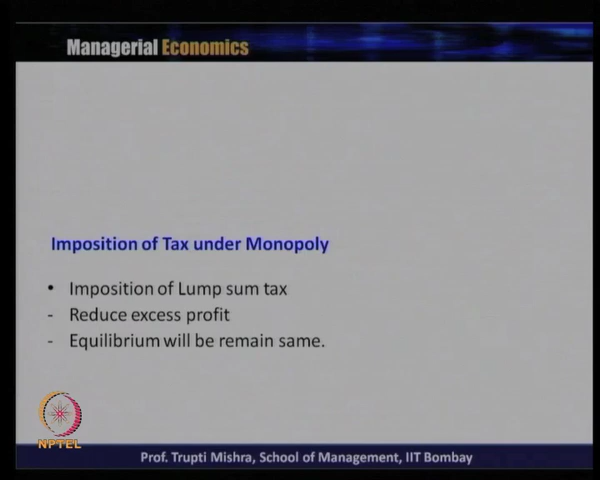 Managerial Economics
Imposition of Tax under Monopoly
• Imposition of Lump sum tax
- Reduce excess profit
- Equilibrium will be remain same.
NPTEL
Prof. Trupti Mishra, School of Management, IIT Bombay